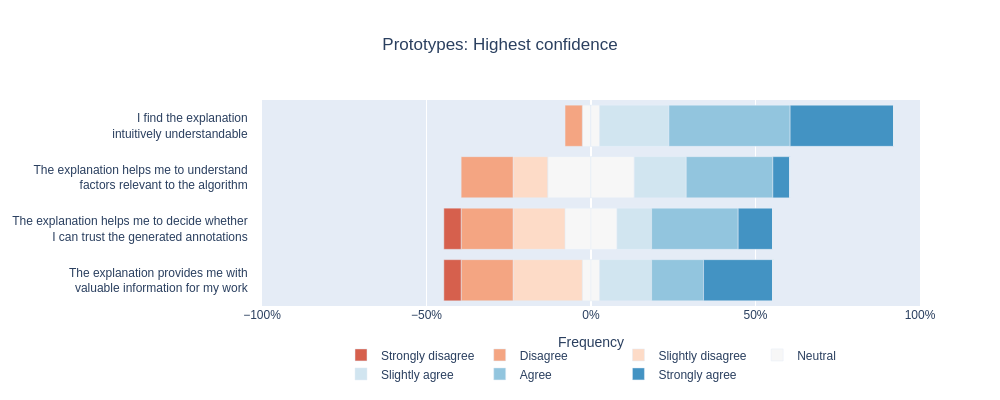 Prototypes: Highest confidence
I find the explanation
intuitively understandable
The explanation helps me to understand
factors relevant to the algorithm
The explanation helps me to decide whether
I can trust the generated annotations
The explanation provides me with
valuable information for my work
−100% −50% 0% 50% 100%
Frequency
Strongly disagree Disagree Slightly disagree Neutral
Slightly agree Agree Strongly agree